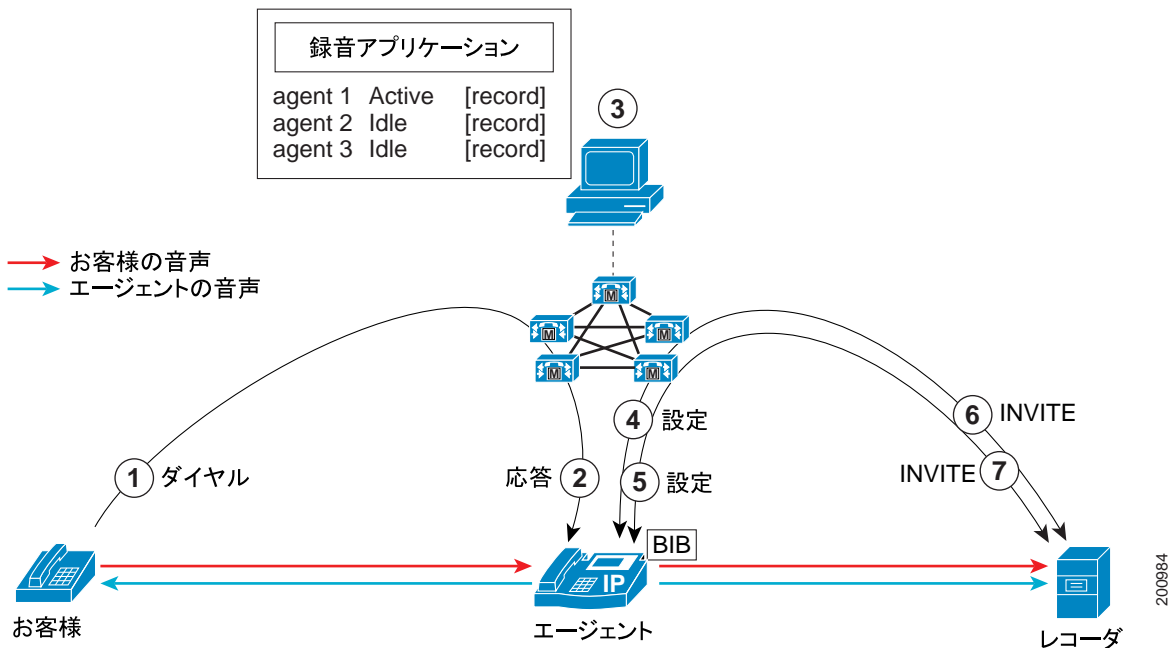 録音アプリケーション
agent 1 Active [record]
agent 2 Idle [record]
agent 3 Idle [record]
3
お客様の音声
エージェントの音声
M
M
M
M
M
1 ダイヤル
応答 2
4 設定
5 設定
6 INVITE
INVITE 7
BIB
IP
お客様
エージェント
レコーダ
200984